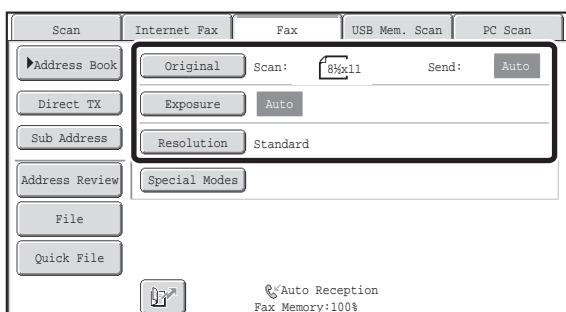 Scan
Internet Fax
Fax
USB Mem. Scan
PC Scan
Address Book
Original
Scan:
8½x11
Send:
Auto
Direct TX
Exposure
Auto
Sub Address
Resolution
Standard
Address Review
Special Modes
File
Quick File
Auto Reception
Fax Memory:100%